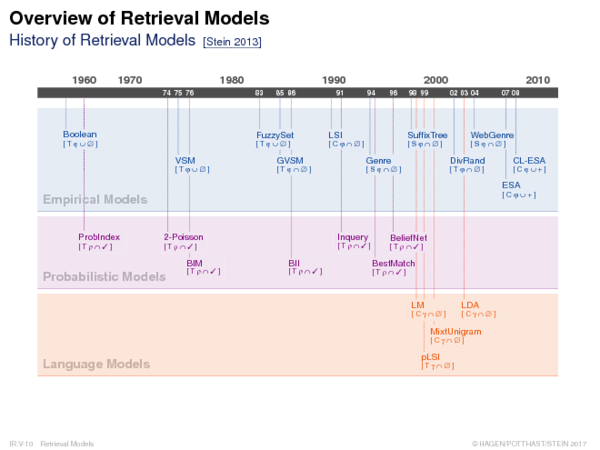 Overview of Retrieval Models
History of Retrieval Models [Stein 2013]
1960 1970 1980 1990 2000 2010
74 75 76 83 85 86 91 94 96 98 99 02 03 04 07 08
Boolean FuzzySet LSI SuffixTree WebGenre
[ T φ ∪ ∅ ] [ T φ ∪ ∅ ] [ C φ ∩ ∅ ] [ S φ ∩ ∅ ] [ S φ ∩ ∅ ]
VSM GVSM Genre DivRand CL-ESA
[ T φ ∪ ∅ ] [ T φ ∩ ∅ ] [ S φ ∩ ∅ ] [ T φ ∩ ∅ ] [ C φ ∪ + ]
ESA
[ C φ ∪ + ]
Empirical Models
ProbIndex 2-Poisson Inquery BeliefNet
[ T ρ ∩ ✓ ] [ T ρ ∩ ✓ ] [ T ρ ∩ ✓ ] [ T ρ ∩ ✓ ]
BIM BII BestMatch
[ T ρ ∩ ✓ ] [ T ρ ∩ ✓ ] [ T ρ ∩ ✓ ]
Probabilistic Models
LM LDA
[ C γ ∩ ∅ ] [ C γ ∩ ∅ ]
MixtUnigram
[ C γ ∩ ∅ ]
pLSI
[ T γ ∩ ∅ ]
Language Models
IR:V-10 Retrieval Models © HAGEN/POTTHAST/STEIN 2017